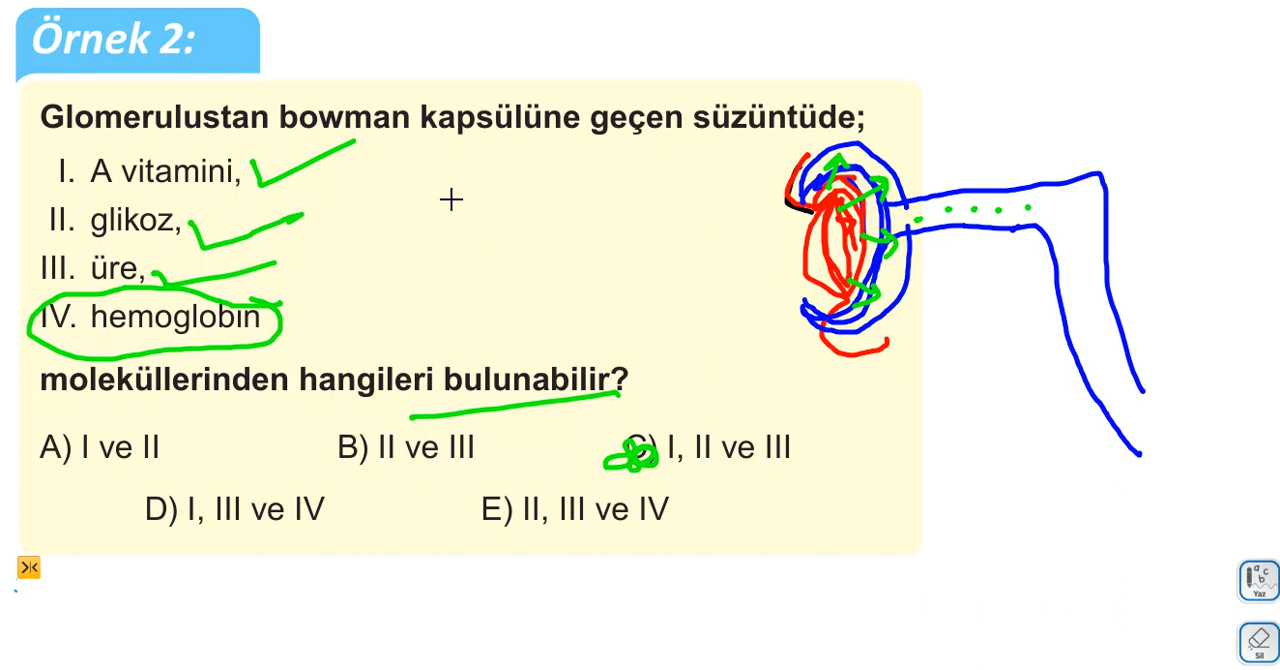 Örnek 2:
Glomerulustan bowman kapsülüne geçen süzüntüde;
I. A vitamini,
II. glikoz,
III. üre,
IV. hemoglobin
moleküllerinden hangileri bulunabilir?
A) I ve II B) II ve III C) I, II ve III
D) I, III ve IV E) II, III ve IV
a b c
Yaz
Sil